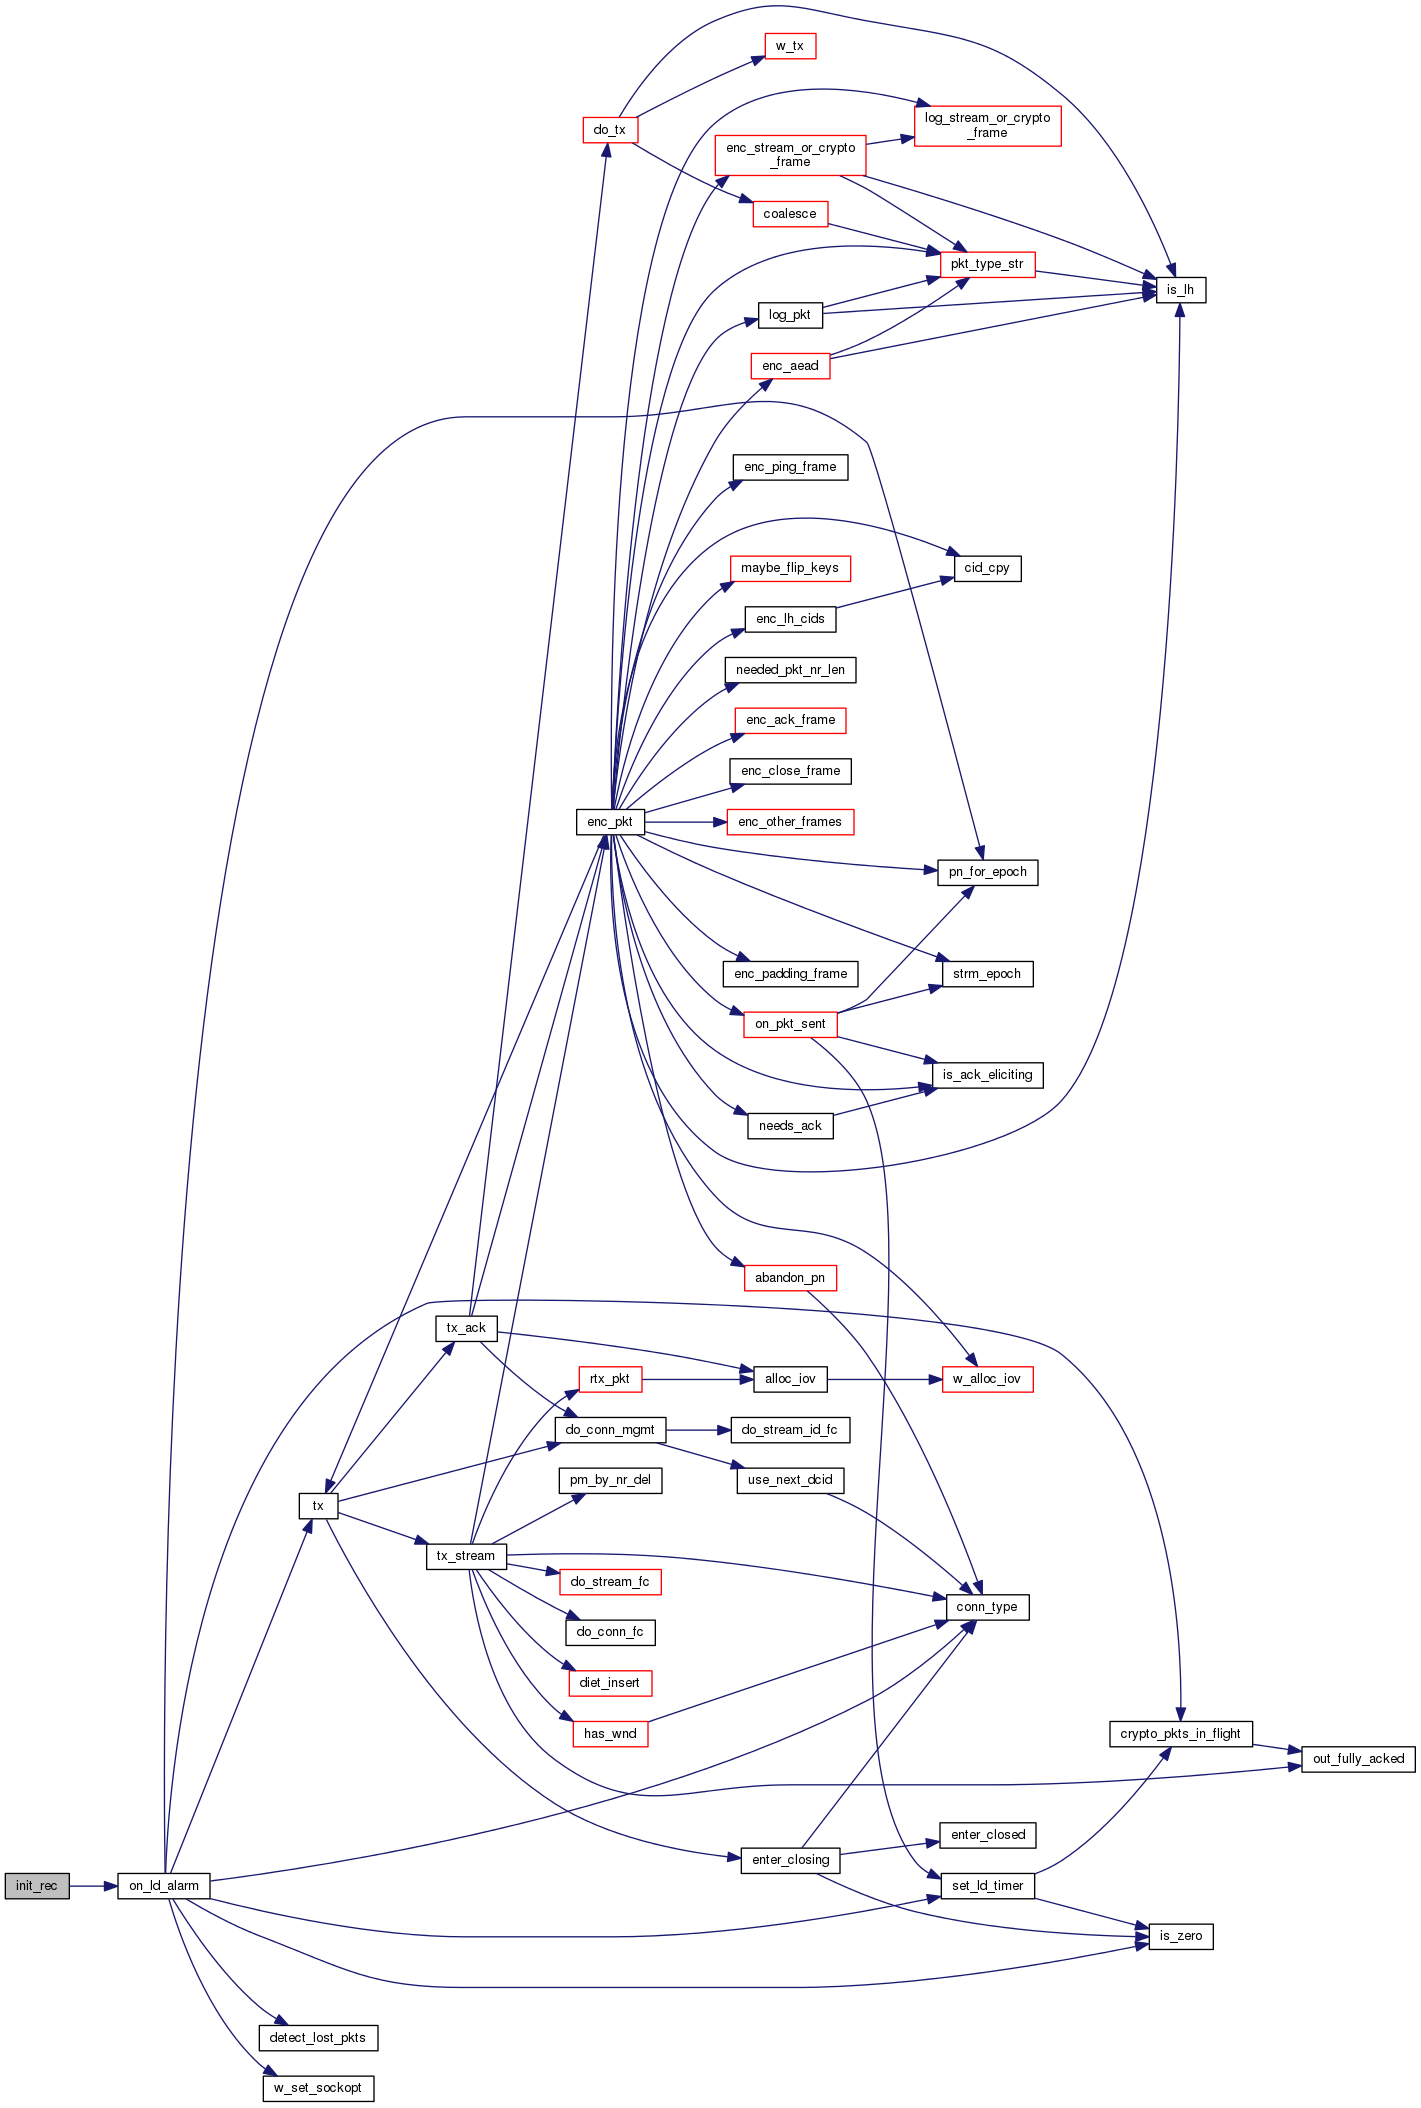 w_tx
log_stream_or_crypto
_frame
do_tx
enc_stream_or_crypto
_frame
coalesce
pkt_type_str
is_lh
log_pkt
enc_aead
enc_ping_frame
maybe_flip_keys
cid_cpy
enc_lh_cids
needed_pkt_nr_len
enc_ack_frame
enc_close_frame
enc_pkt
enc_other_frames
pn_for_epoch
enc_padding_frame
strm_epoch
on_pkt_sent
is_ack_eliciting
needs_ack
abandon_pn
tx_ack
rtx_pkt
alloc_iov
w_alloc_iov
do_conn_mgmt
do_stream_id_fc
pm_by_nr_del
use_next_dcid
tx
tx_stream
do_stream_fc
conn_type
do_conn_fc
diet_insert
has_wnd
crypto_pkts_in_flight
out_fully_acked
enter_closed
enter_closing
init_rec
on_ld_alarm
set_ld_timer
is_zero
detect_lost_pkts
w_set_sockopt